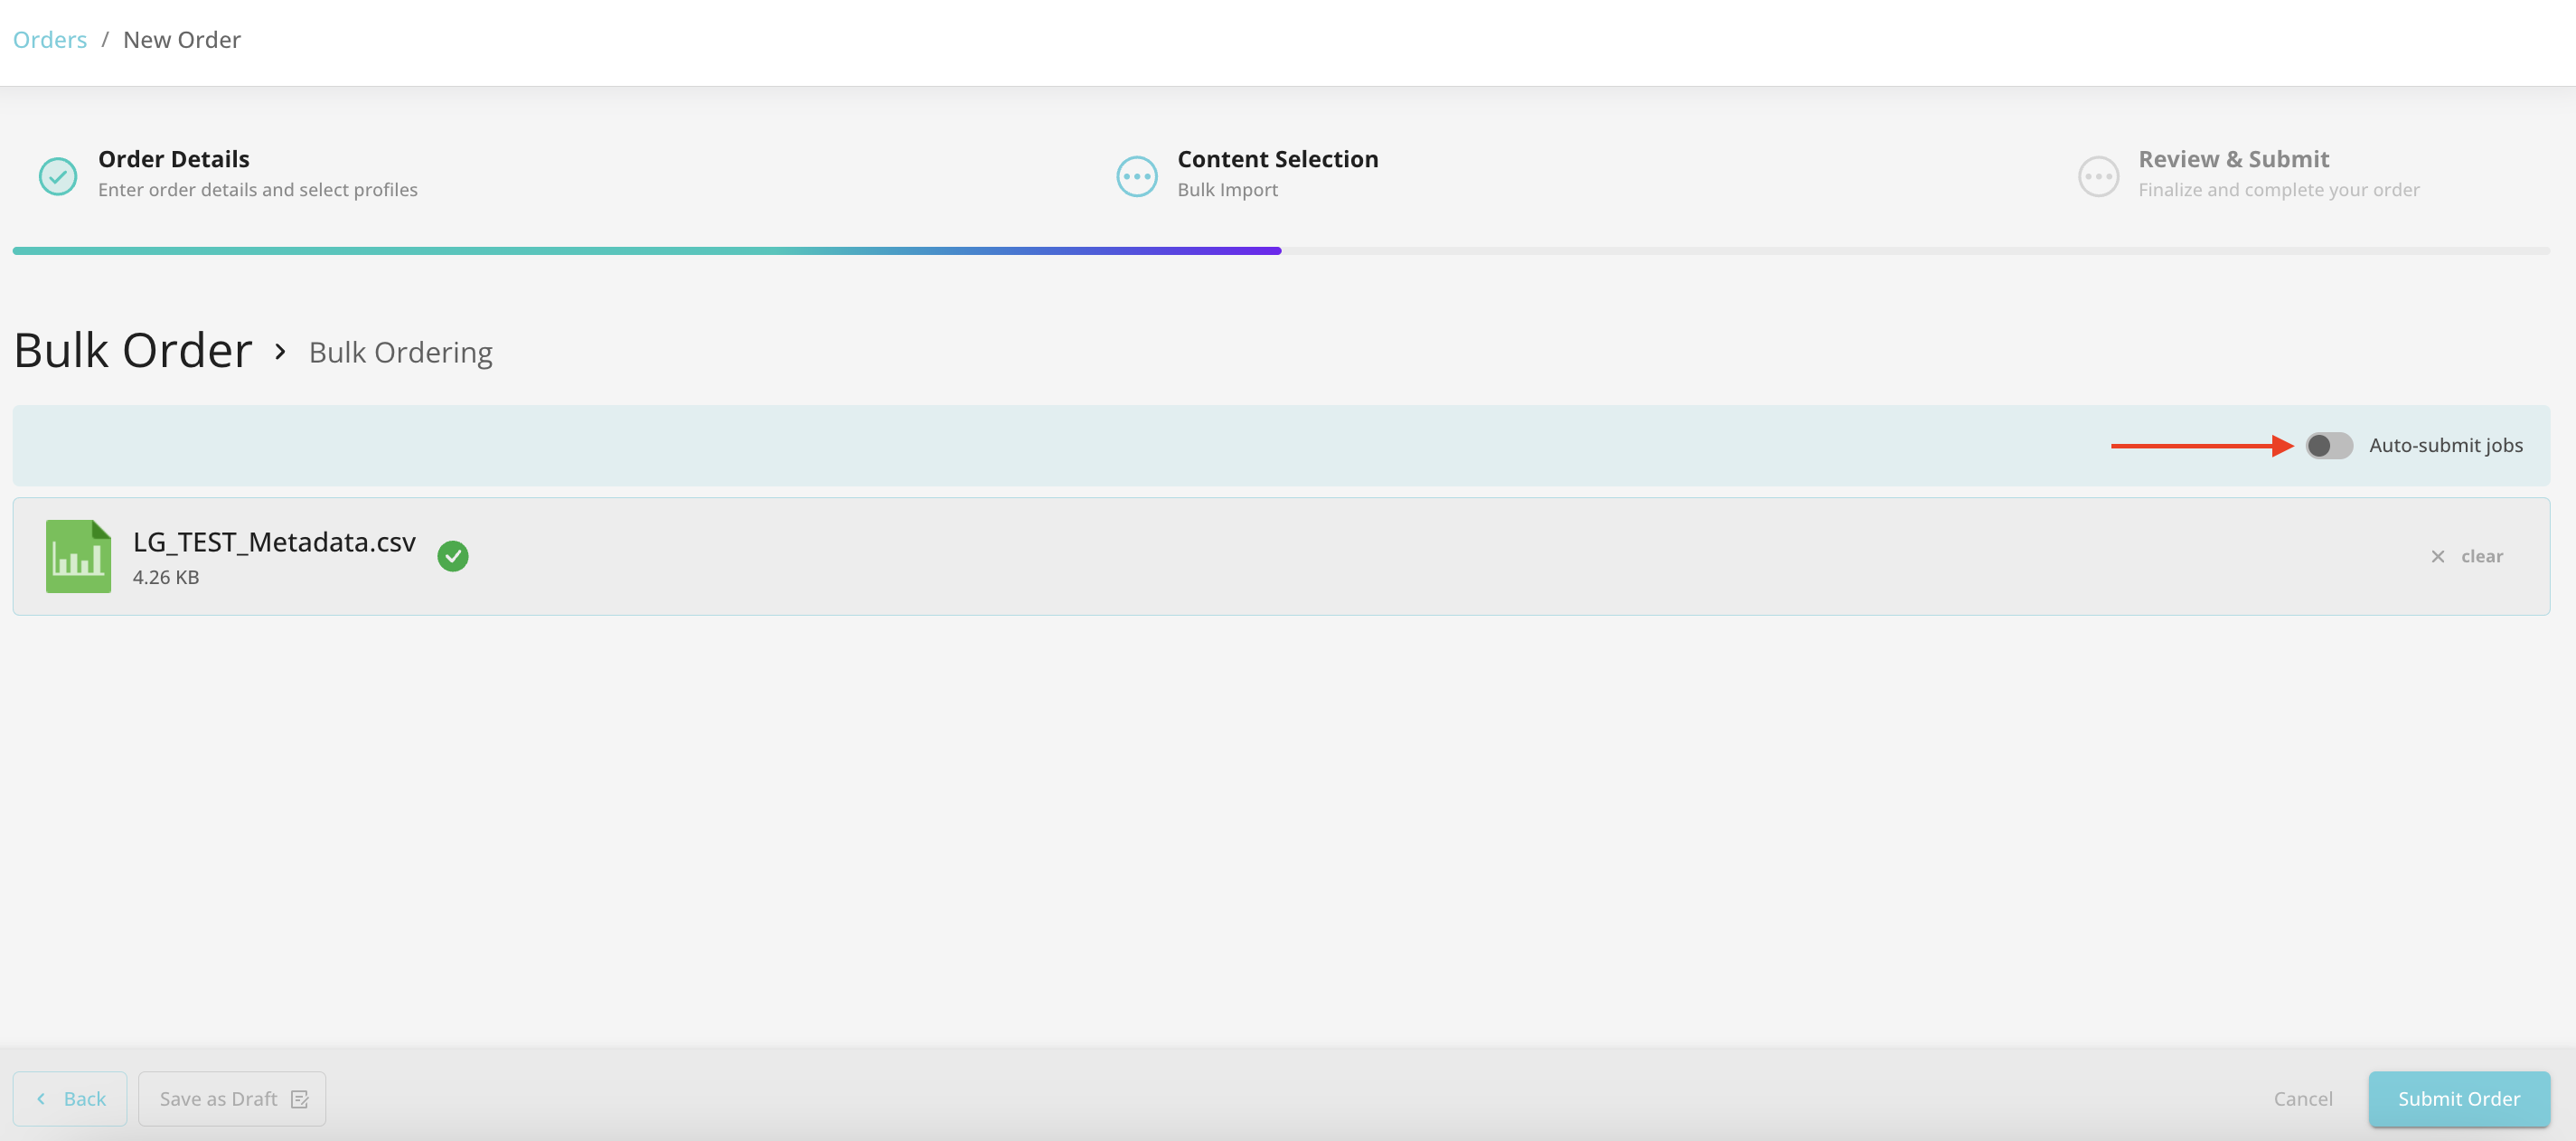 Orders / New Order
Order Details
Enter order details and select profiles
Content Selection
Bulk Import
Review & Submit
Finalize and complete your order
Bulk Order > Bulk Ordering
Auto-submit jobs
LG_TEST_Metadata.csv
4.26 KB
clear
Back
Save as Draft
Cancel
Submit Order